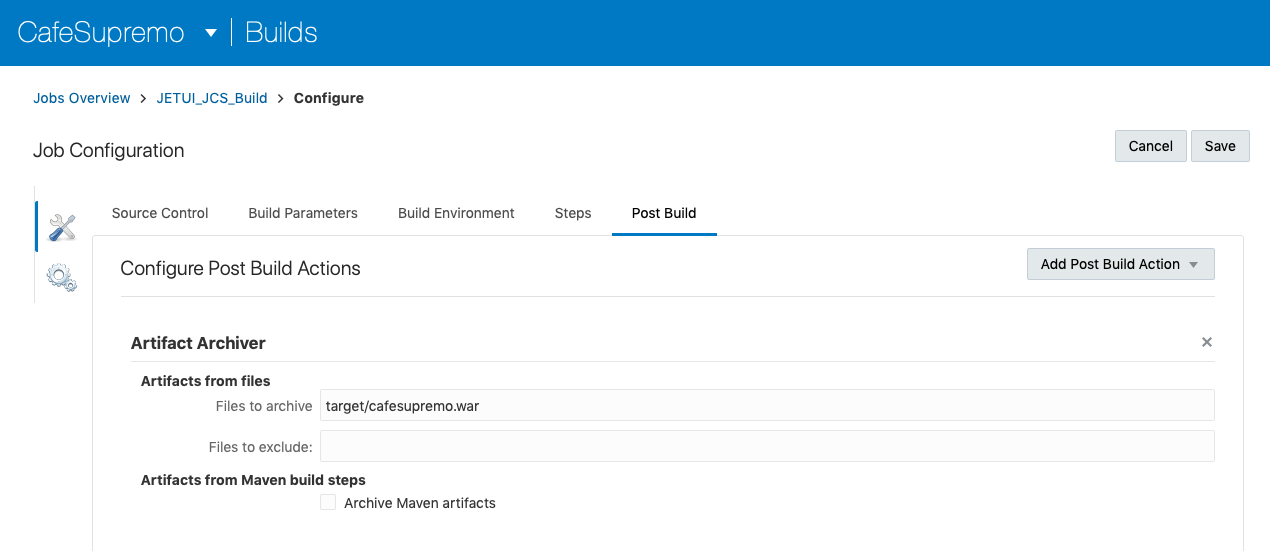 CafeSupremo Builds
Jobs Overview > JETUI_JCS_Build > Configure
Job Configuration
Cancel Save
Source Control Build Parameters Build Environment Steps Post Build
Configure Post Build Actions
Add Post Build Action
Artifact Archiver
Artifacts from files
Files to archive target/cafesupremo.war
Files to exclude:
Artifacts from Maven build steps
Archive Maven artifacts